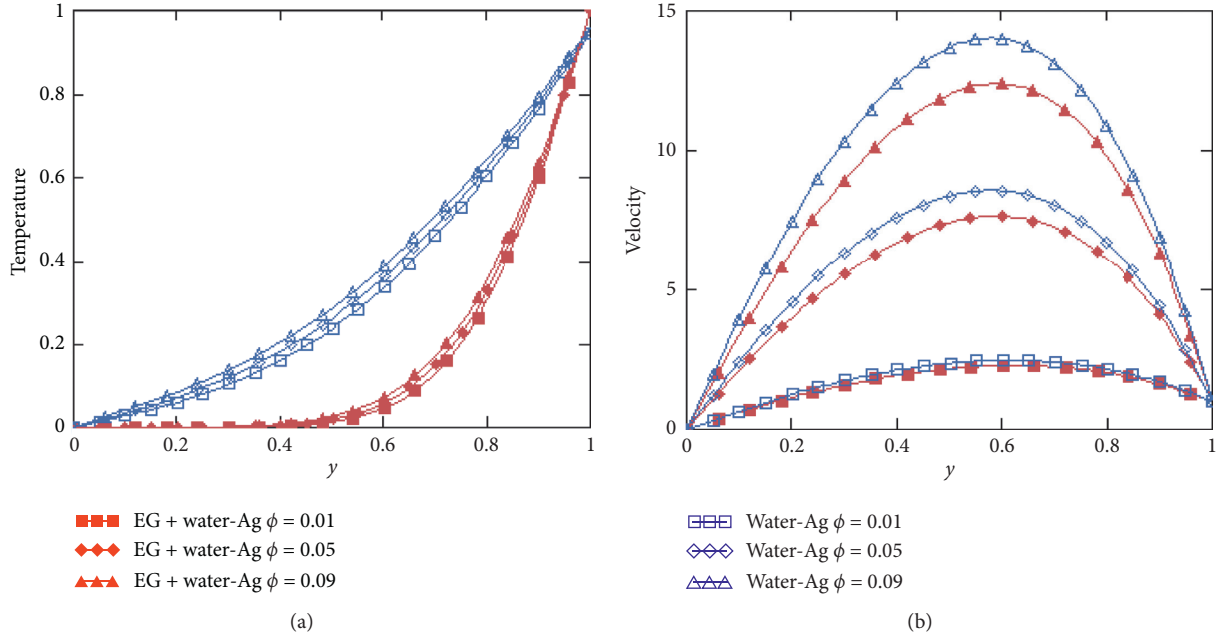 1
0.8
0.6
0.4
0.2
0
Temperature
0 0.2 0.4 0.6 0.8 1
y
EG + water-Ag ϕ = 0.01
EG + water-Ag ϕ = 0.05
EG + water-Ag ϕ = 0.09
(a)
15
10
5
0
Velocity
0 0.2 0.4 0.6 0.8 1
y
Water-Ag ϕ = 0.01
Water-Ag ϕ = 0.05
Water-Ag ϕ = 0.09
(b)